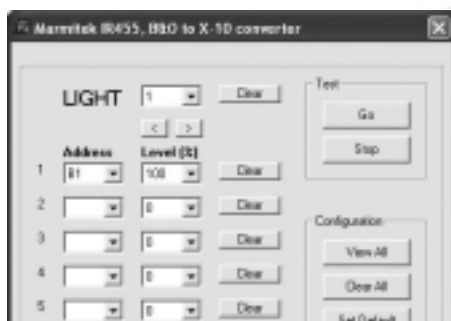 Marmitek IR455, B&O to X-10 converter
LIGHT 1 Clear
< >
Address Level (%)
1 B1 100 Clear
2 0 Clear
3 0 Clear
4 0 Clear
5 0 Clear
Test
Go
Stop
Configuration
View All
Clear All
Set Default